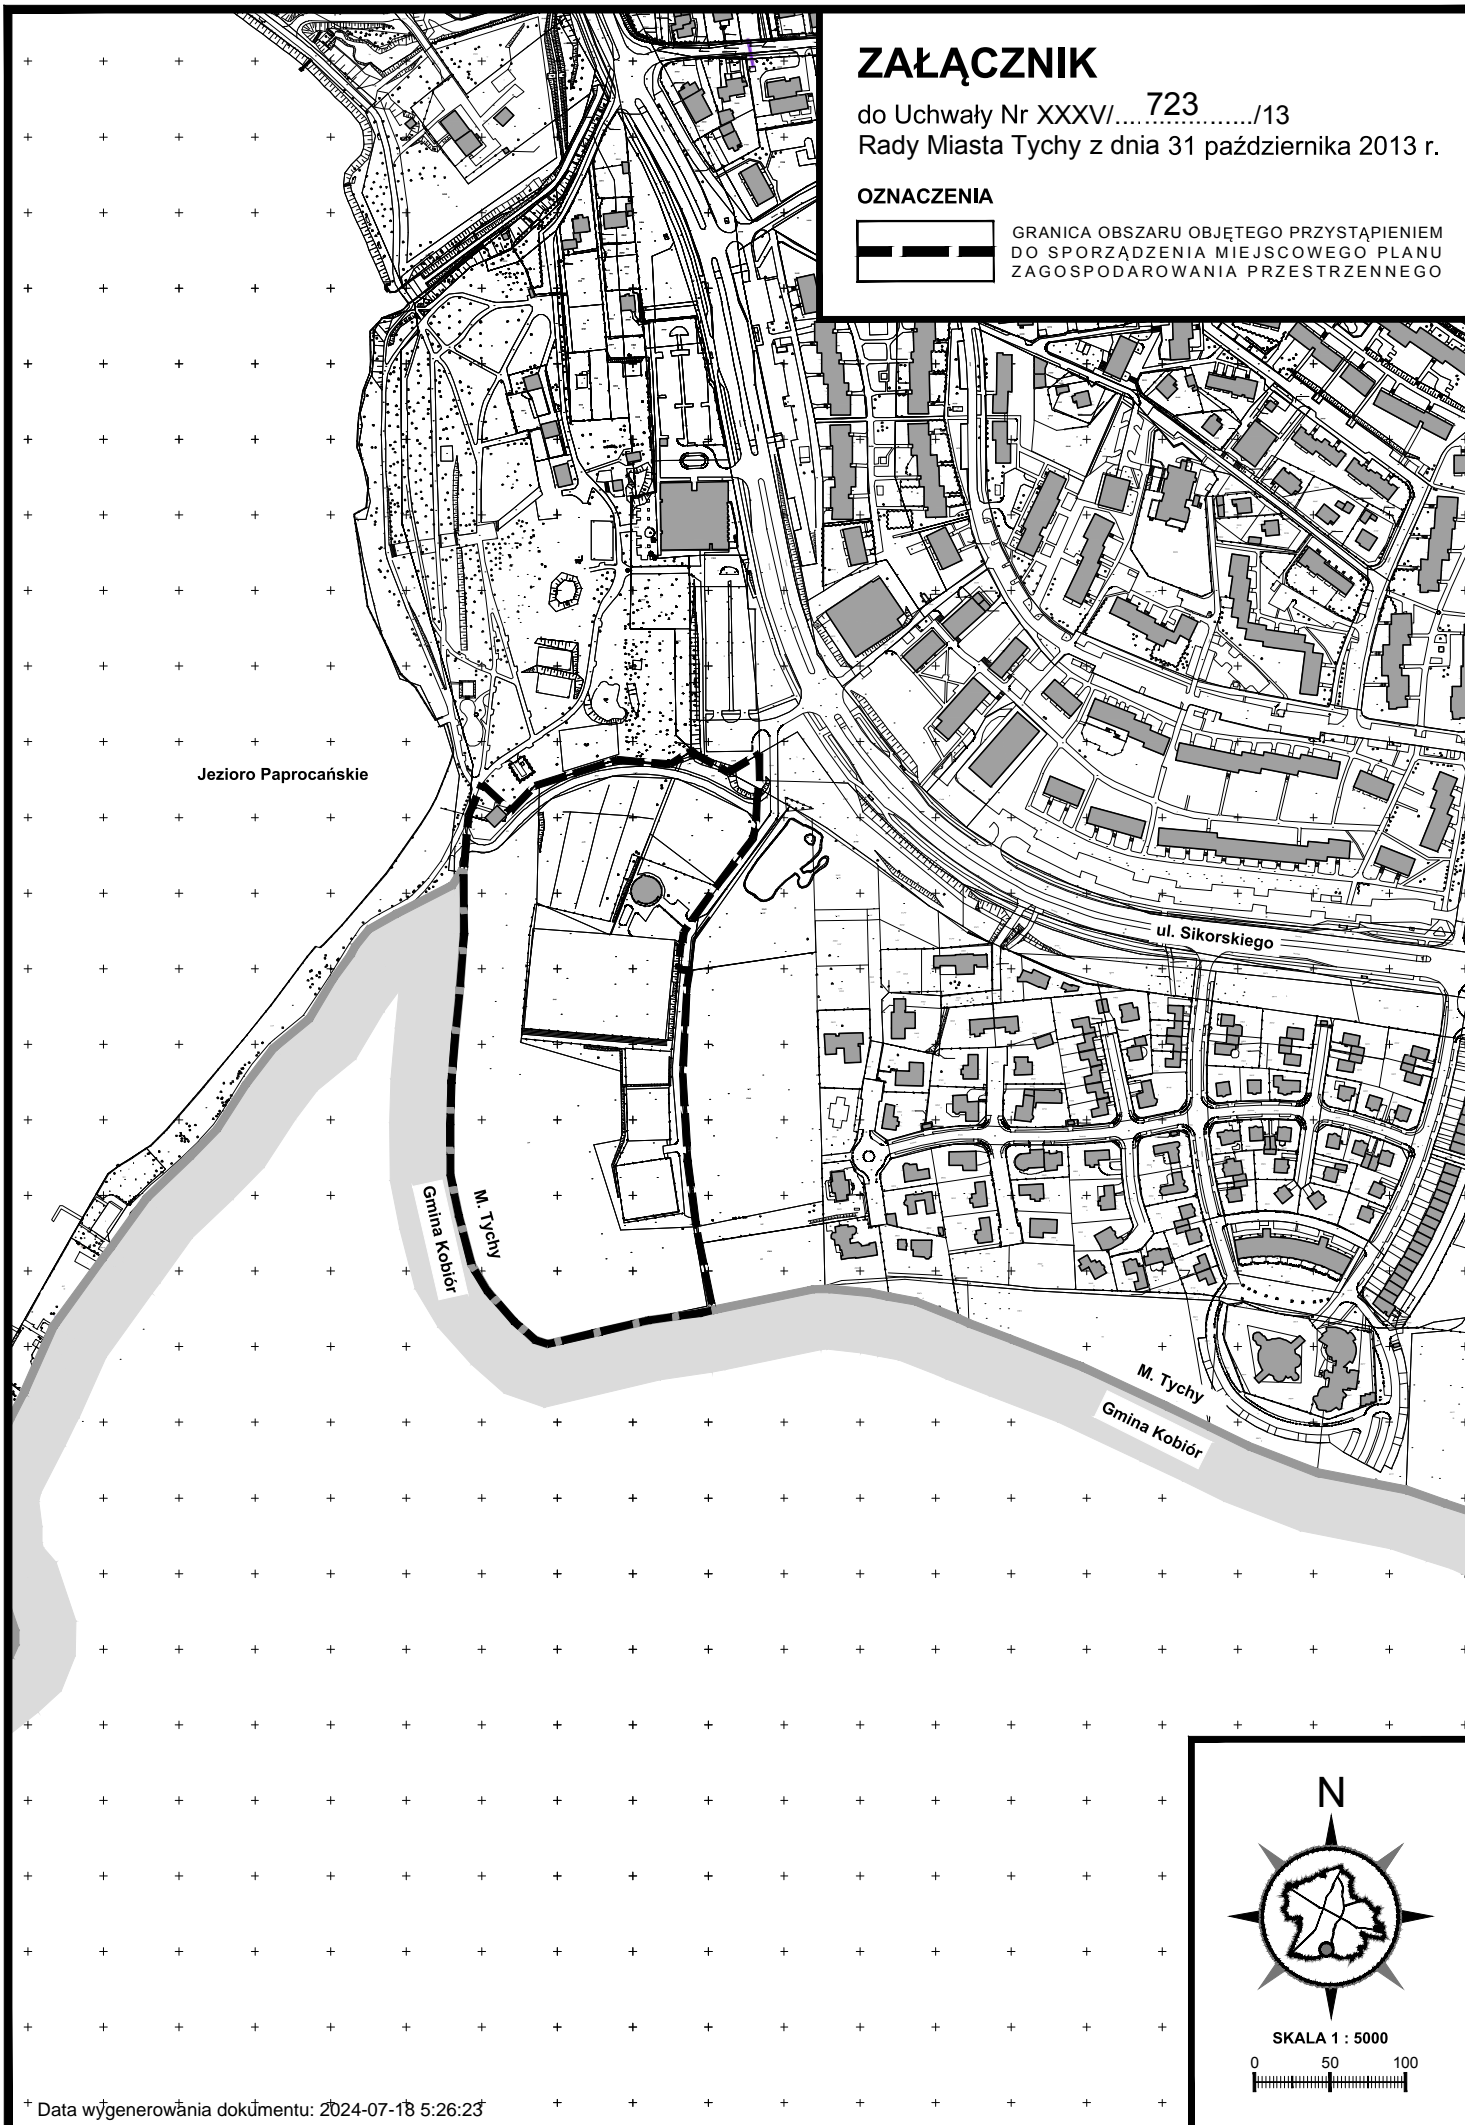 ZAŁĄCZNIK
do Uchwały Nr XXXV/.....723............/13
Rady Miasta Tychy z dnia 31 października 2013 r.
OZNACZENIA
GRANICA OBSZARU OBJĘTEGO PRZYSTĄPIENIEM
DO SPORZĄDZENIA MIEJSCOWEGO PLANU
ZAGOSPODAROWANIA PRZESTRZENNEGO
Jezioro Paprocańskie
ul. Sikorskiego
M. Tychy
Gmina Kobiór
M. Tychy
Gmina Kobiór
N
SKALA 1 : 5000
0 50 100
Data wygenerowania dokumentu: 2024-07-18 5:26:23